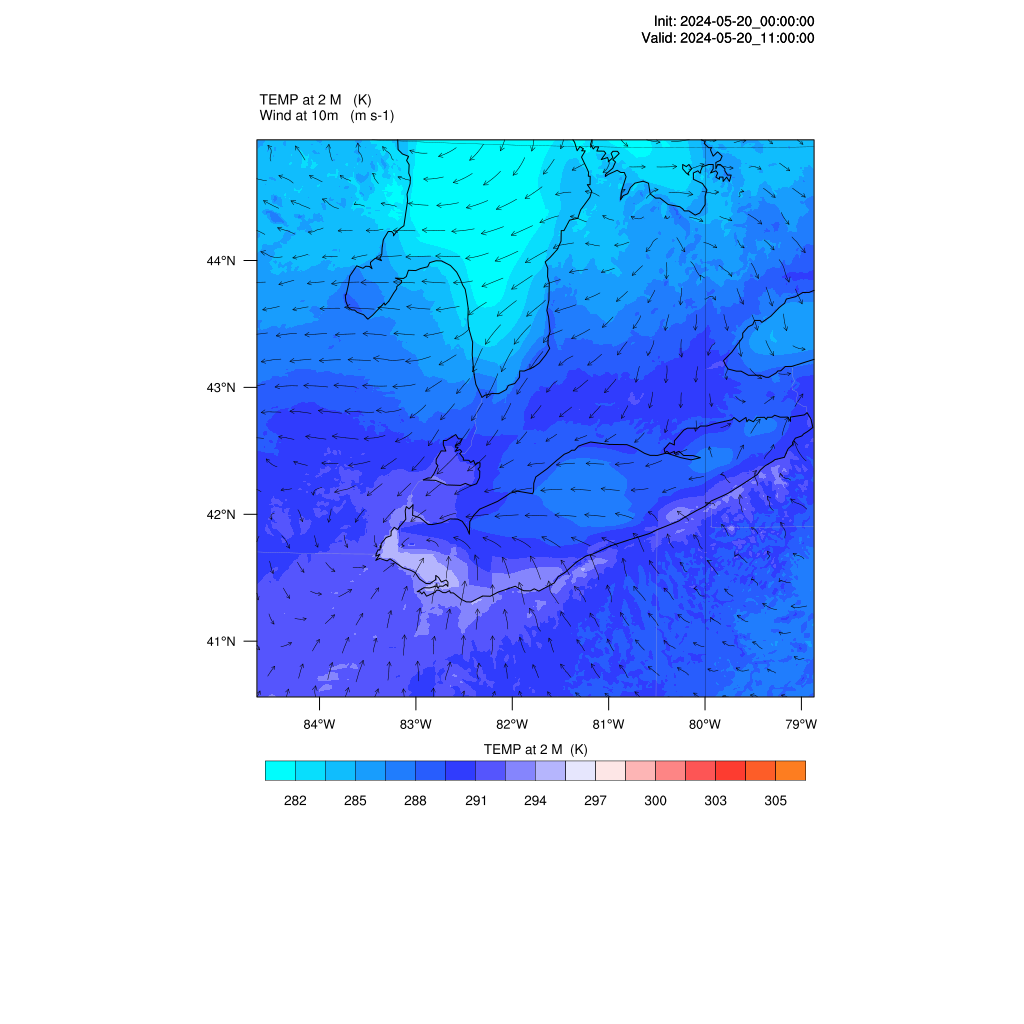 Init: 2024-05-20_00:00:00
Valid: 2024-05-20_11:00:00
TEMP at 2 M (K)
Wind at 10m (m s-1)
44°N
43°N
42°N
41°N
84°W 83°W 82°W 81°W 80°W 79°W
TEMP at 2 M (K)
282 285 288 291 294 297 300 303 305